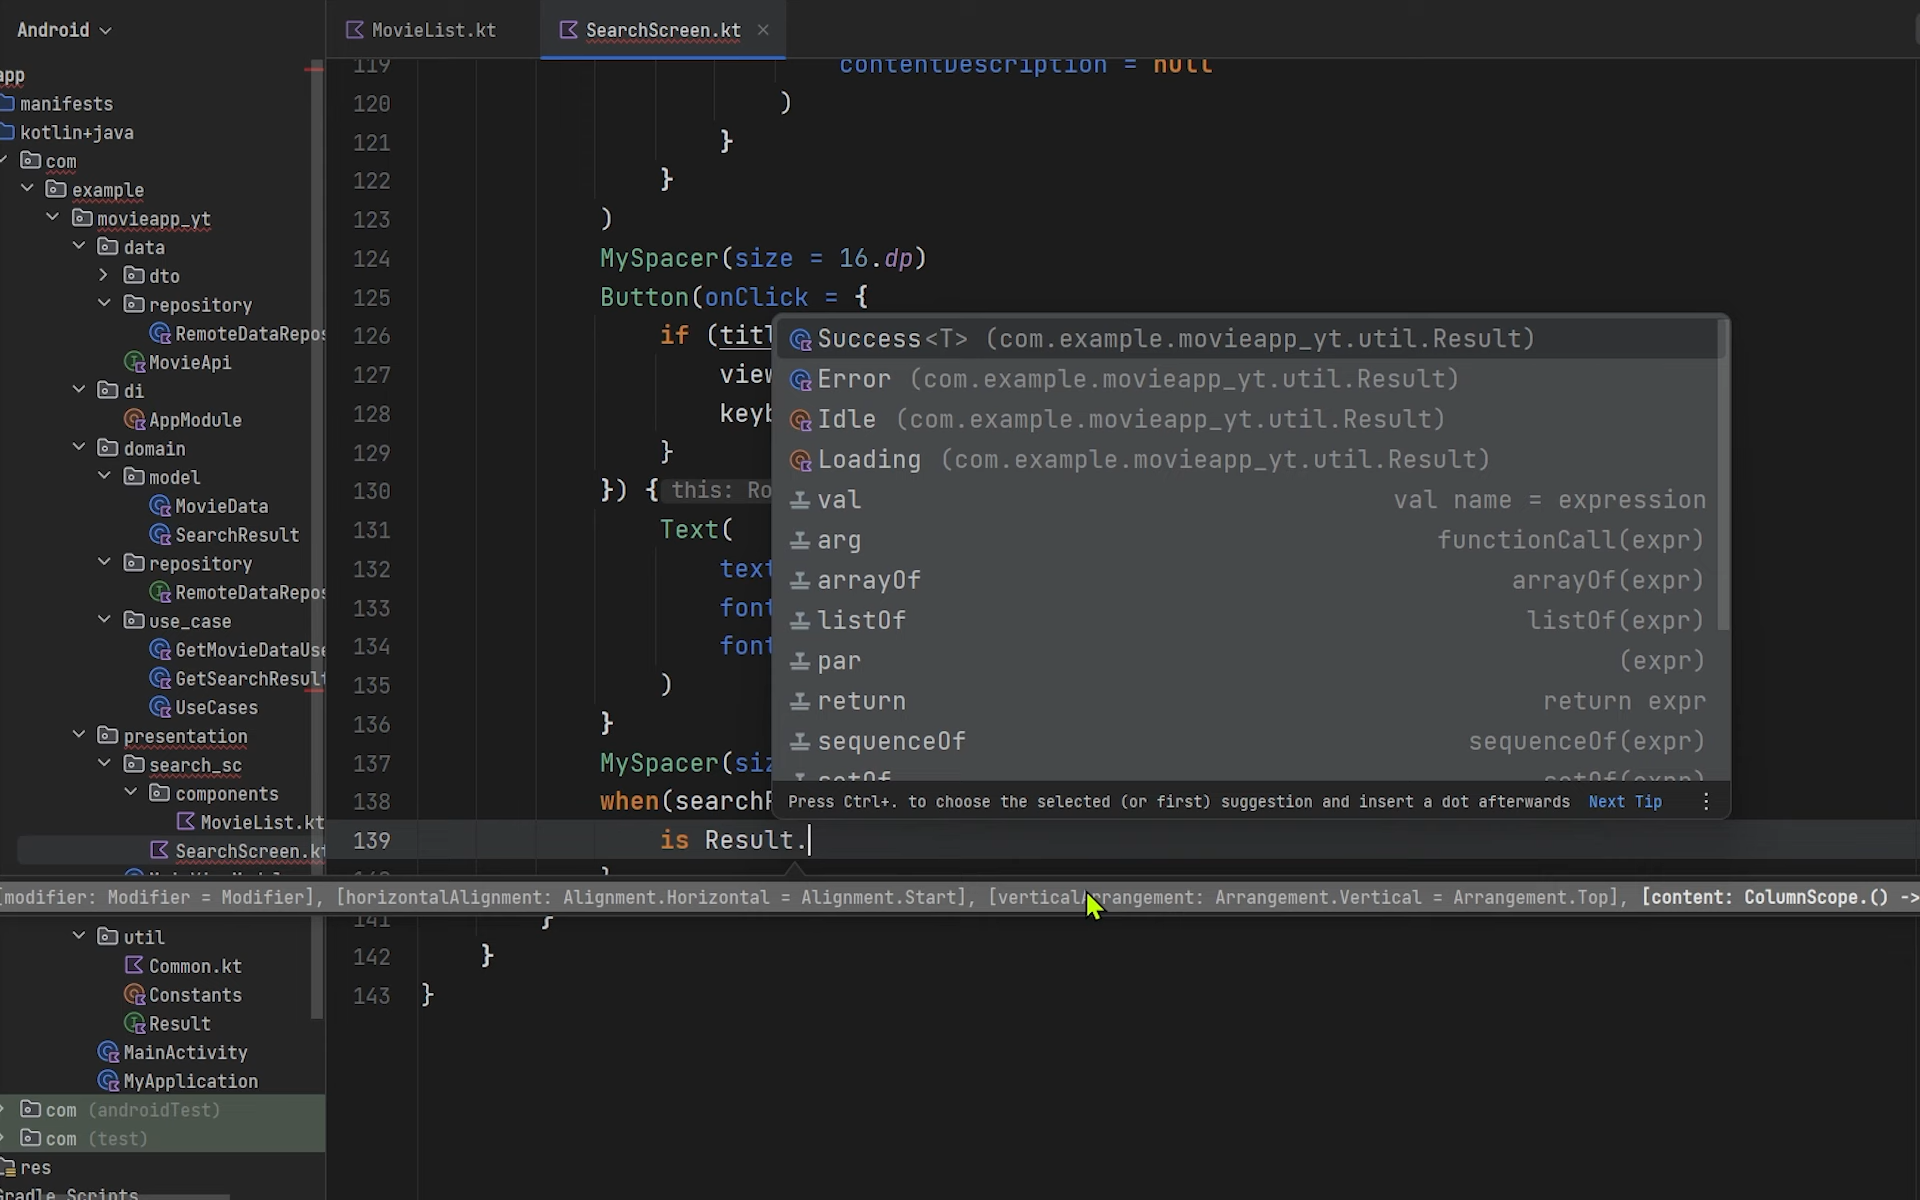 Android
MovieList.kt
SearchScreen.kt
app
manifests
kotlin+java
com
example
movieapp_yt
data
dto
repository
RemoteDataRepos
MovieApi
di
AppModule
domain
model
MovieData
SearchResult
repository
RemoteDataRepos
use_case
GetMovieDataUse
GetSearchResult
UseCases
presentation
search_sc
components
MovieList.kt
SearchScreen.kt
util
Common.kt
Constants
Result
MainActivity
MyApplication
com (androidTest)
com (test)
res
Gradle Scripts
119 contentDescription = null
120 )
121 }
122 }
123 )
124 MySpacer(size = 16.dp)
125 Button(onClick = {
126 if (titl
127 view
128 keyb
129 }
130 }) { this: Ro
131 Text(
132 text
133 font
134 font
135 )
136 }
137 MySpacer(siz
138 when(searchR
139 is Result.
141 }
142 }
143 }
Success<T> (com.example.movieapp_yt.util.Result)
Error (com.example.movieapp_yt.util.Result)
Idle (com.example.movieapp_yt.util.Result)
Loading (com.example.movieapp_yt.util.Result)
val val name = expression
arg functionCall(expr)
arrayOf arrayOf(expr)
listOf listOf(expr)
par (expr)
return return expr
sequenceOf sequenceOf(expr)
setOf setOf(expr)
Press Ctrl+. to choose the selected (or first) suggestion and insert a dot afterwards Next Tip
[modifier: Modifier = Modifier], [horizontalAlignment: Alignment.Horizontal = Alignment.Start], [verticalArrangement: Arrangement.Vertical = Arrangement.Top], [content: ColumnScope.() ->